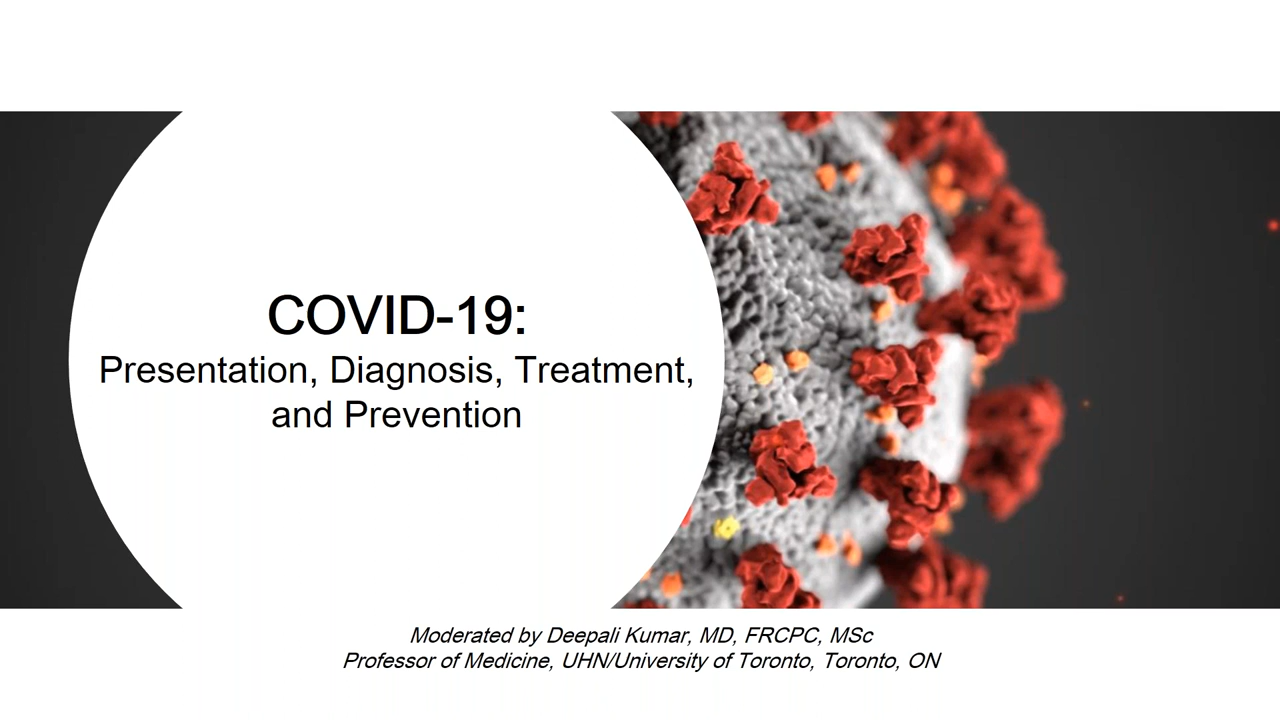 COVID-19:
Presentation, Diagnosis, Treatment,
and Prevention
Moderated by Deepali Kumar, MD, FRCPC, MSc
Professor of Medicine, UHN/University of Toronto, Toronto, ON